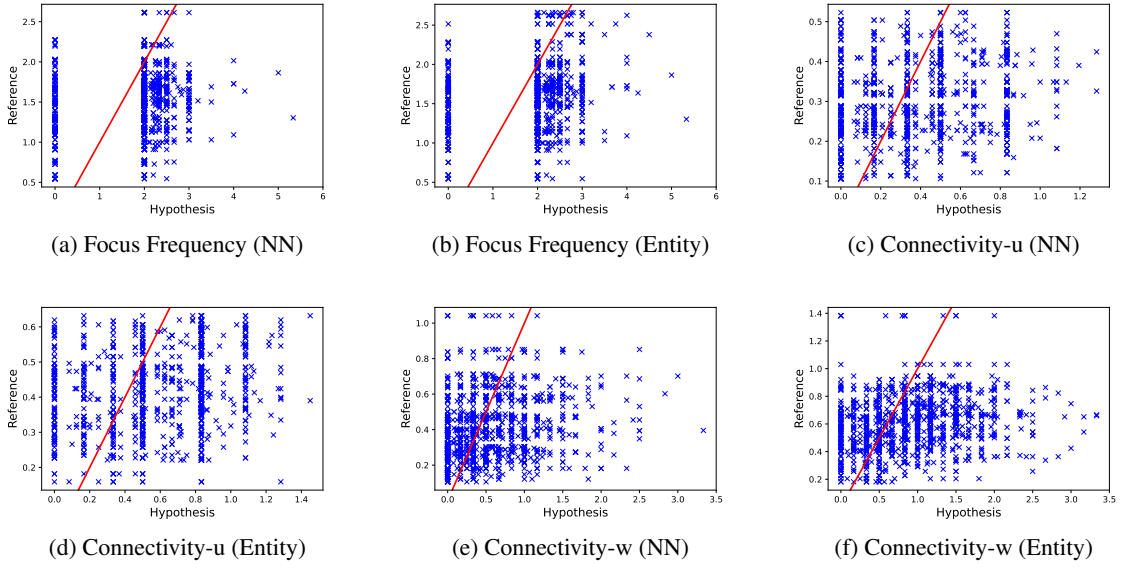 2.5
2.0
1.5
1.0
0.5
Reference
0 1 2 3 4 5 6
Hypothesis
(a) Focus Frequency (NN)
2.5
2.0
1.5
1.0
0.5
Reference
0 1 2 3 4 5 6
Hypothesis
(b) Focus Frequency (Entity)
0.5
0.4
0.3
0.2
0.1
Reference
0.0 0.2 0.4 0.6 0.8 1.0 1.2
Hypothesis
(c) Connectivity-u (NN)
0.6
0.5
0.4
0.3
0.2
Reference
0.0 0.2 0.4 0.6 0.8 1.0 1.2 1.4
Hypothesis
(d) Connectivity-u (Entity)
1.0
0.8
0.6
0.4
0.2
Reference
0.0 0.5 1.0 1.5 2.0 2.5 3.0 3.5
Hypothesis
(e) Connectivity-w (NN)
1.4
1.2
1.0
0.8
0.6
0.4
0.2
Reference
0.0 0.5 1.0 1.5 2.0 2.5 3.0 3.5
Hypothesis
(f) Connectivity-w (Entity)